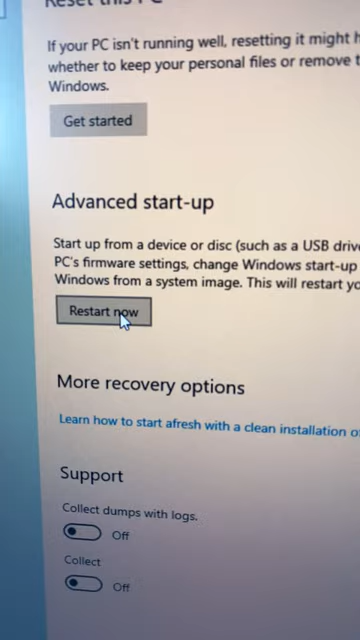 Reset this PC
If your PC isn't running well, resetting it might
whether to keep your personal files or remove
Windows.
Get started
Advanced start-up
Start up from a device or disc (such as a USB
PC's firmware settings, change Windows start-up
Windows from a system image. This will restart
Restart now
More recovery options
Learn how to start afresh with a clean installation
Support
Collect dumps with logs.
Off
Collect
Off